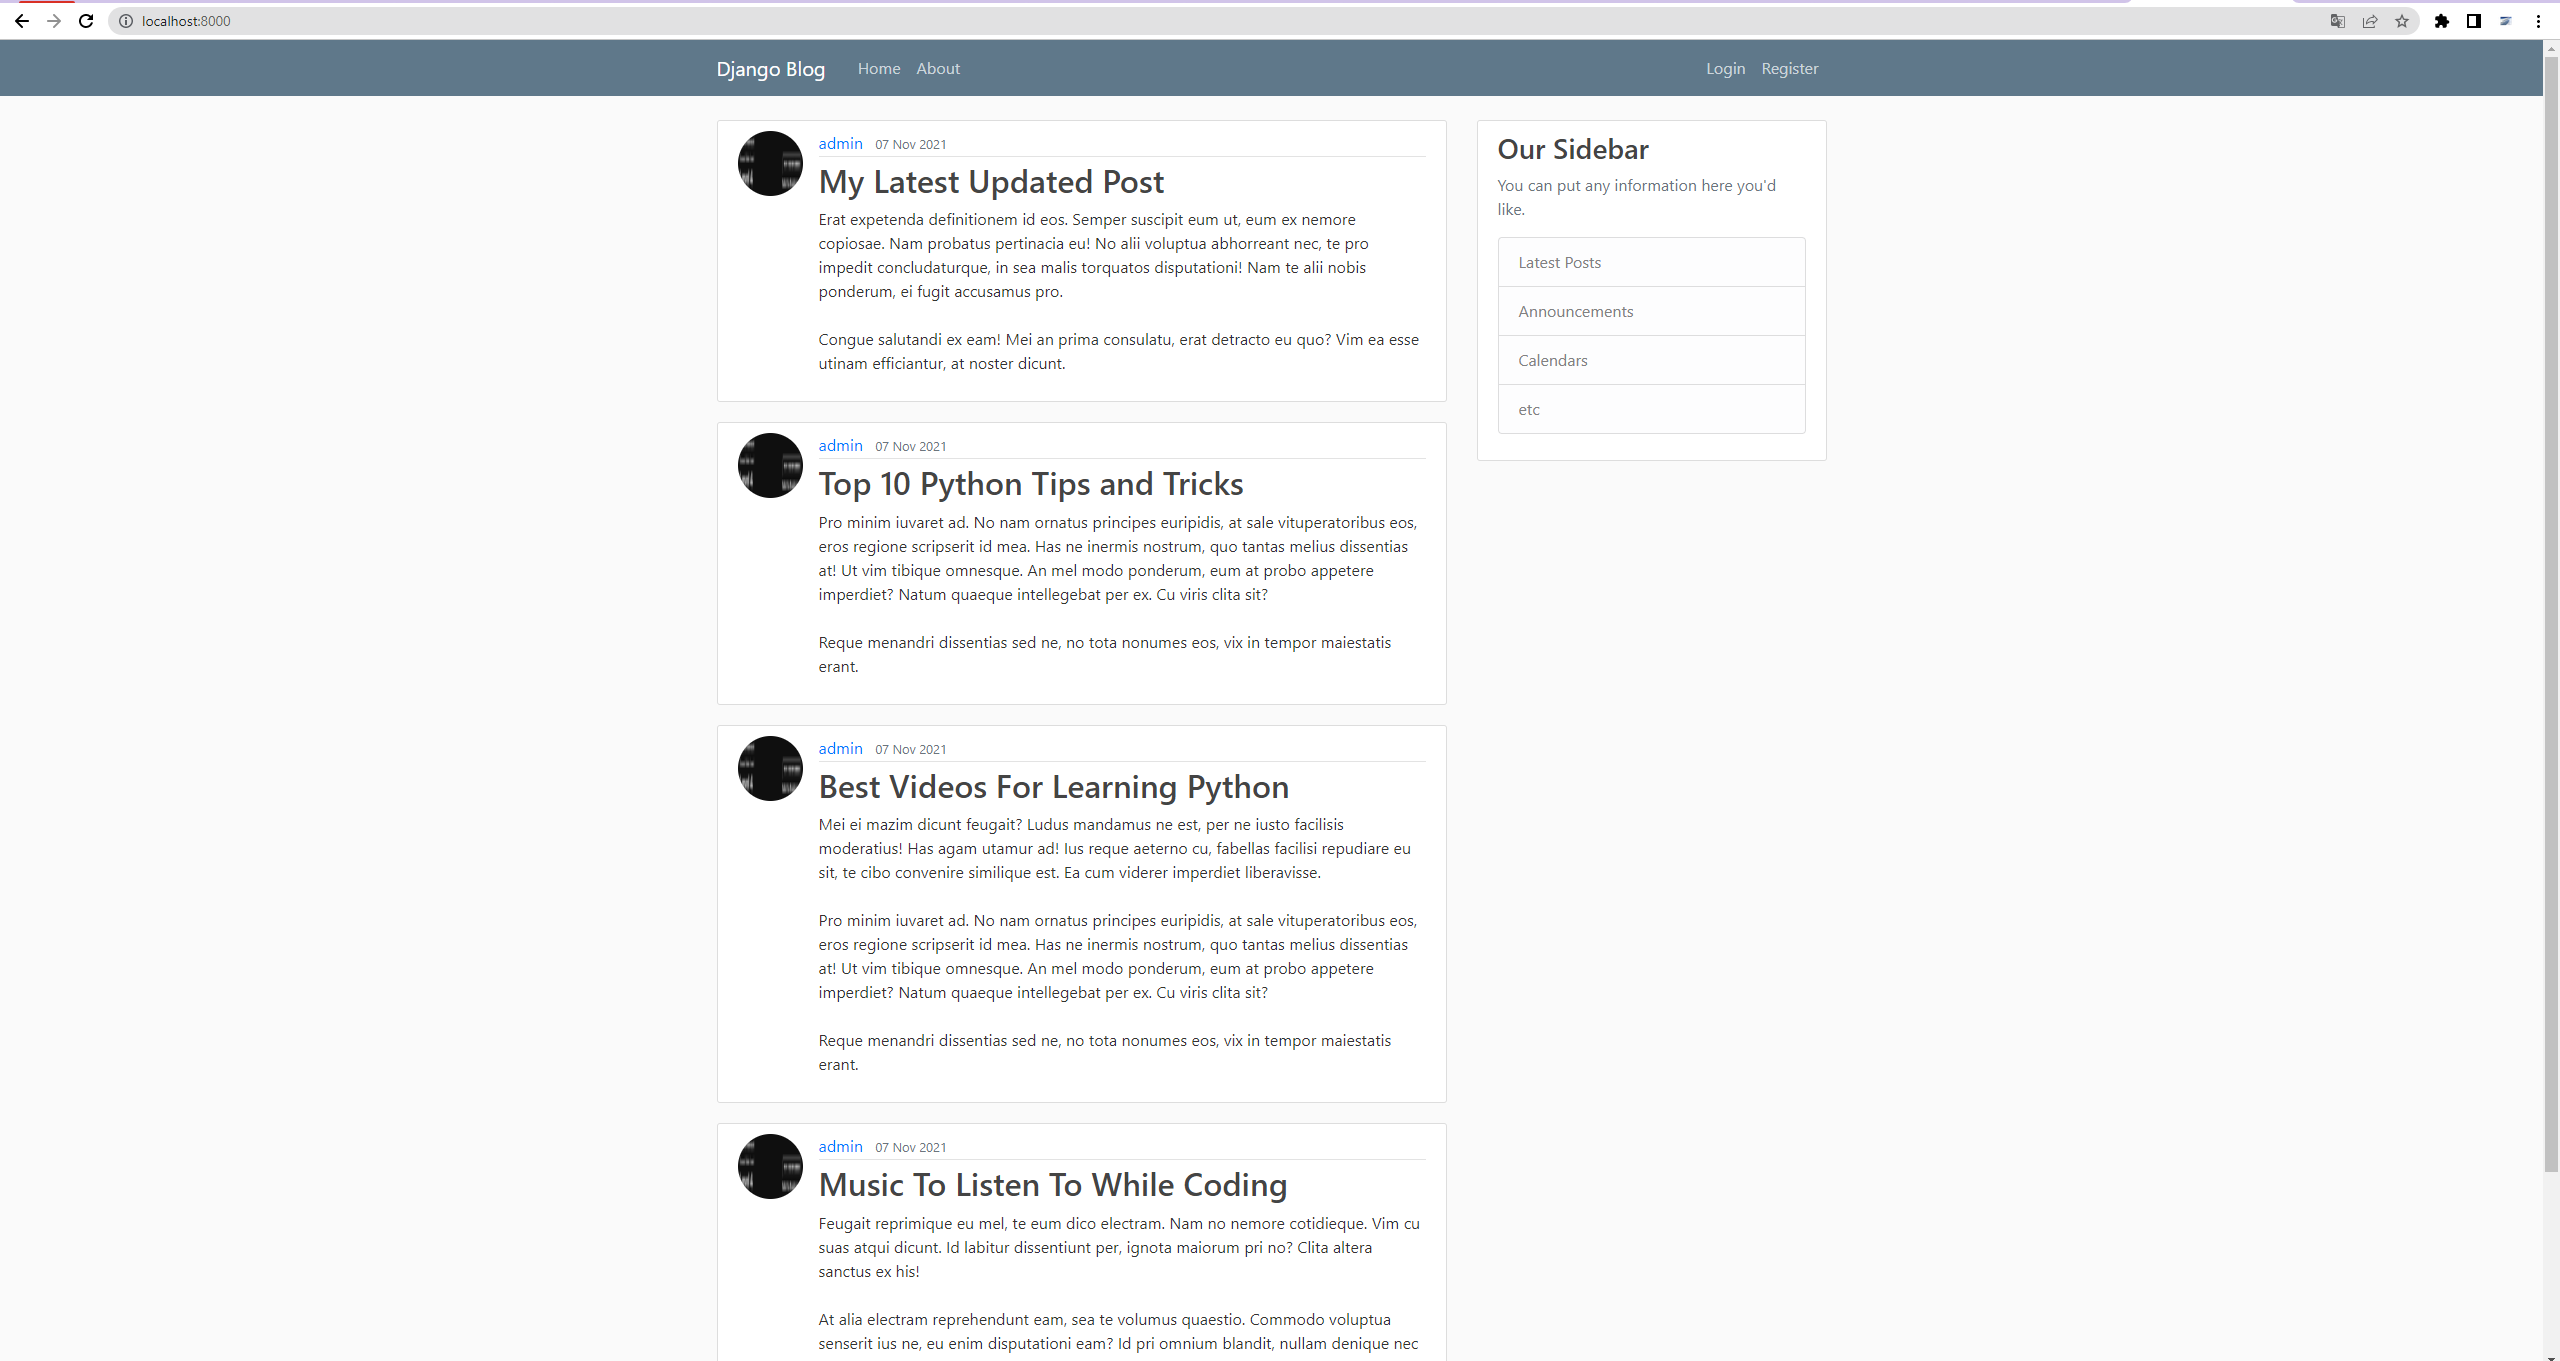 localhost:8000
Django Blog Home About Login Register
admin 07 Nov 2021
My Latest Updated Post
Erat expetenda definitionem id eos. Semper suscipit eum ut, eum ex nemore
copiosae. Nam probatus pertinacia eu! No alii voluptua abhorreant nec, te pro
impedit concludaturque, in sea malis torquatos disputationi! Nam te alii nobis
ponderum, ei fugit accusamus pro.
Congue salutandi ex eam! Mei an prima consulatu, erat detracto eu quo? Vim ea esse
utinam efficiantur, at noster dicunt.
admin 07 Nov 2021
Top 10 Python Tips and Tricks
Pro minim iuvaret ad. No nam ornatus principes euripidis, at sale vituperatoribus eos,
eros regione scripserit id mea. Has ne inermis nostrum, quo tantas melius dissentias
at! Ut vim tibique omnesque. An mel modo ponderum, eum at probo appetere
imperdiet? Natum quaeque intellegebat per ex. Cu viris clita sit?
Reque menandri dissentias sed ne, no tota nonumes eos, vix in tempor maiestatis
erant.
admin 07 Nov 2021
Best Videos For Learning Python
Mei ei mazim dicunt feugait? Ludus mandamus ne est, per ne iusto facilisis
moderatius! Has agam utamur ad! Ius reque aeterno cu, fabellas facilisi repudiare eu
sit, te cibo convenire similique est. Ea cum viderer imperdiet liberavisse.
Pro minim iuvaret ad. No nam ornatus principes euripidis, at sale vituperatoribus eos,
eros regione scripserit id mea. Has ne inermis nostrum, quo tantas melius dissentias
at! Ut vim tibique omnesque. An mel modo ponderum, eum at probo appetere
imperdiet? Natum quaeque intellegebat per ex. Cu viris clita sit?
Reque menandri dissentias sed ne, no tota nonumes eos, vix in tempor maiestatis
erant.
admin 07 Nov 2021
Music To Listen To While Coding
Feugait reprimique eu mel, te eum dico electram. Nam no nemore cotidieque. Vim cu
suas atqui dicunt. Id labitur dissentiunt per, ignota maiorum pri no? Clita altera
sanctus ex his!
At alia electram reprehendunt eam, sea te volumus quaestio. Commodo voluptua
senserit ius ne, eu enim disputationi eam? Id pri omnium blandit, nullam denique nec
Our Sidebar
You can put any information here you'd
like.
Latest Posts
Announcements
Calendars
etc